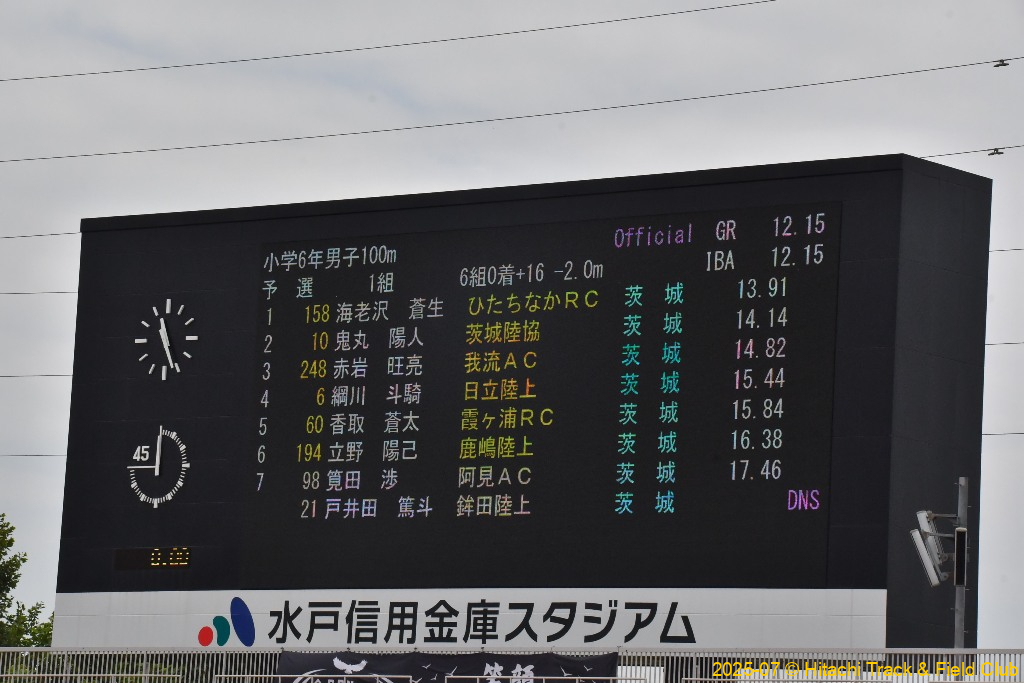 Official GR 12.15
小学6年男子100m IBA 12.15
予 選 1組 6組0着+16 -2.0m
1 158 海老沢 蒼生 ひたちなかRC 茨 城 13.91
2 10 鬼丸 陽人 茨城陸協 茨 城 14.14
3 248 赤岩 旺亮 我流AC 茨 城 14.82
4 6 綱川 斗騎 日立陸上 茨 城 15.44
5 60 香取 蒼太 霞ヶ浦RC 茨 城 15.84
6 194 立野 陽己 鹿嶋陸上 茨 城 16.38
7 98 筧田 渉 阿見AC 茨 城 17.46
21 戸井田 篤斗 鉾田陸上 茨 城 DNS
45
0.00
水戸信用金庫スタジアム
2025-07 © Hitachi Track & Field Club